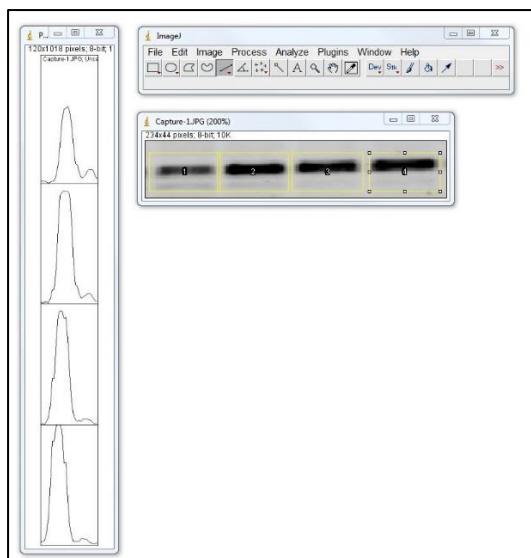 P...
120x1018 pixels; 8-bit; 1
Capture-1.JPG; Unca
ImageJ
File Edit Image Process Analyze Plugins Window Help
A Dev Stk >>
Capture-1.JPG (200%)
234x44 pixels; 8-bit; 10K
1 2 3 4